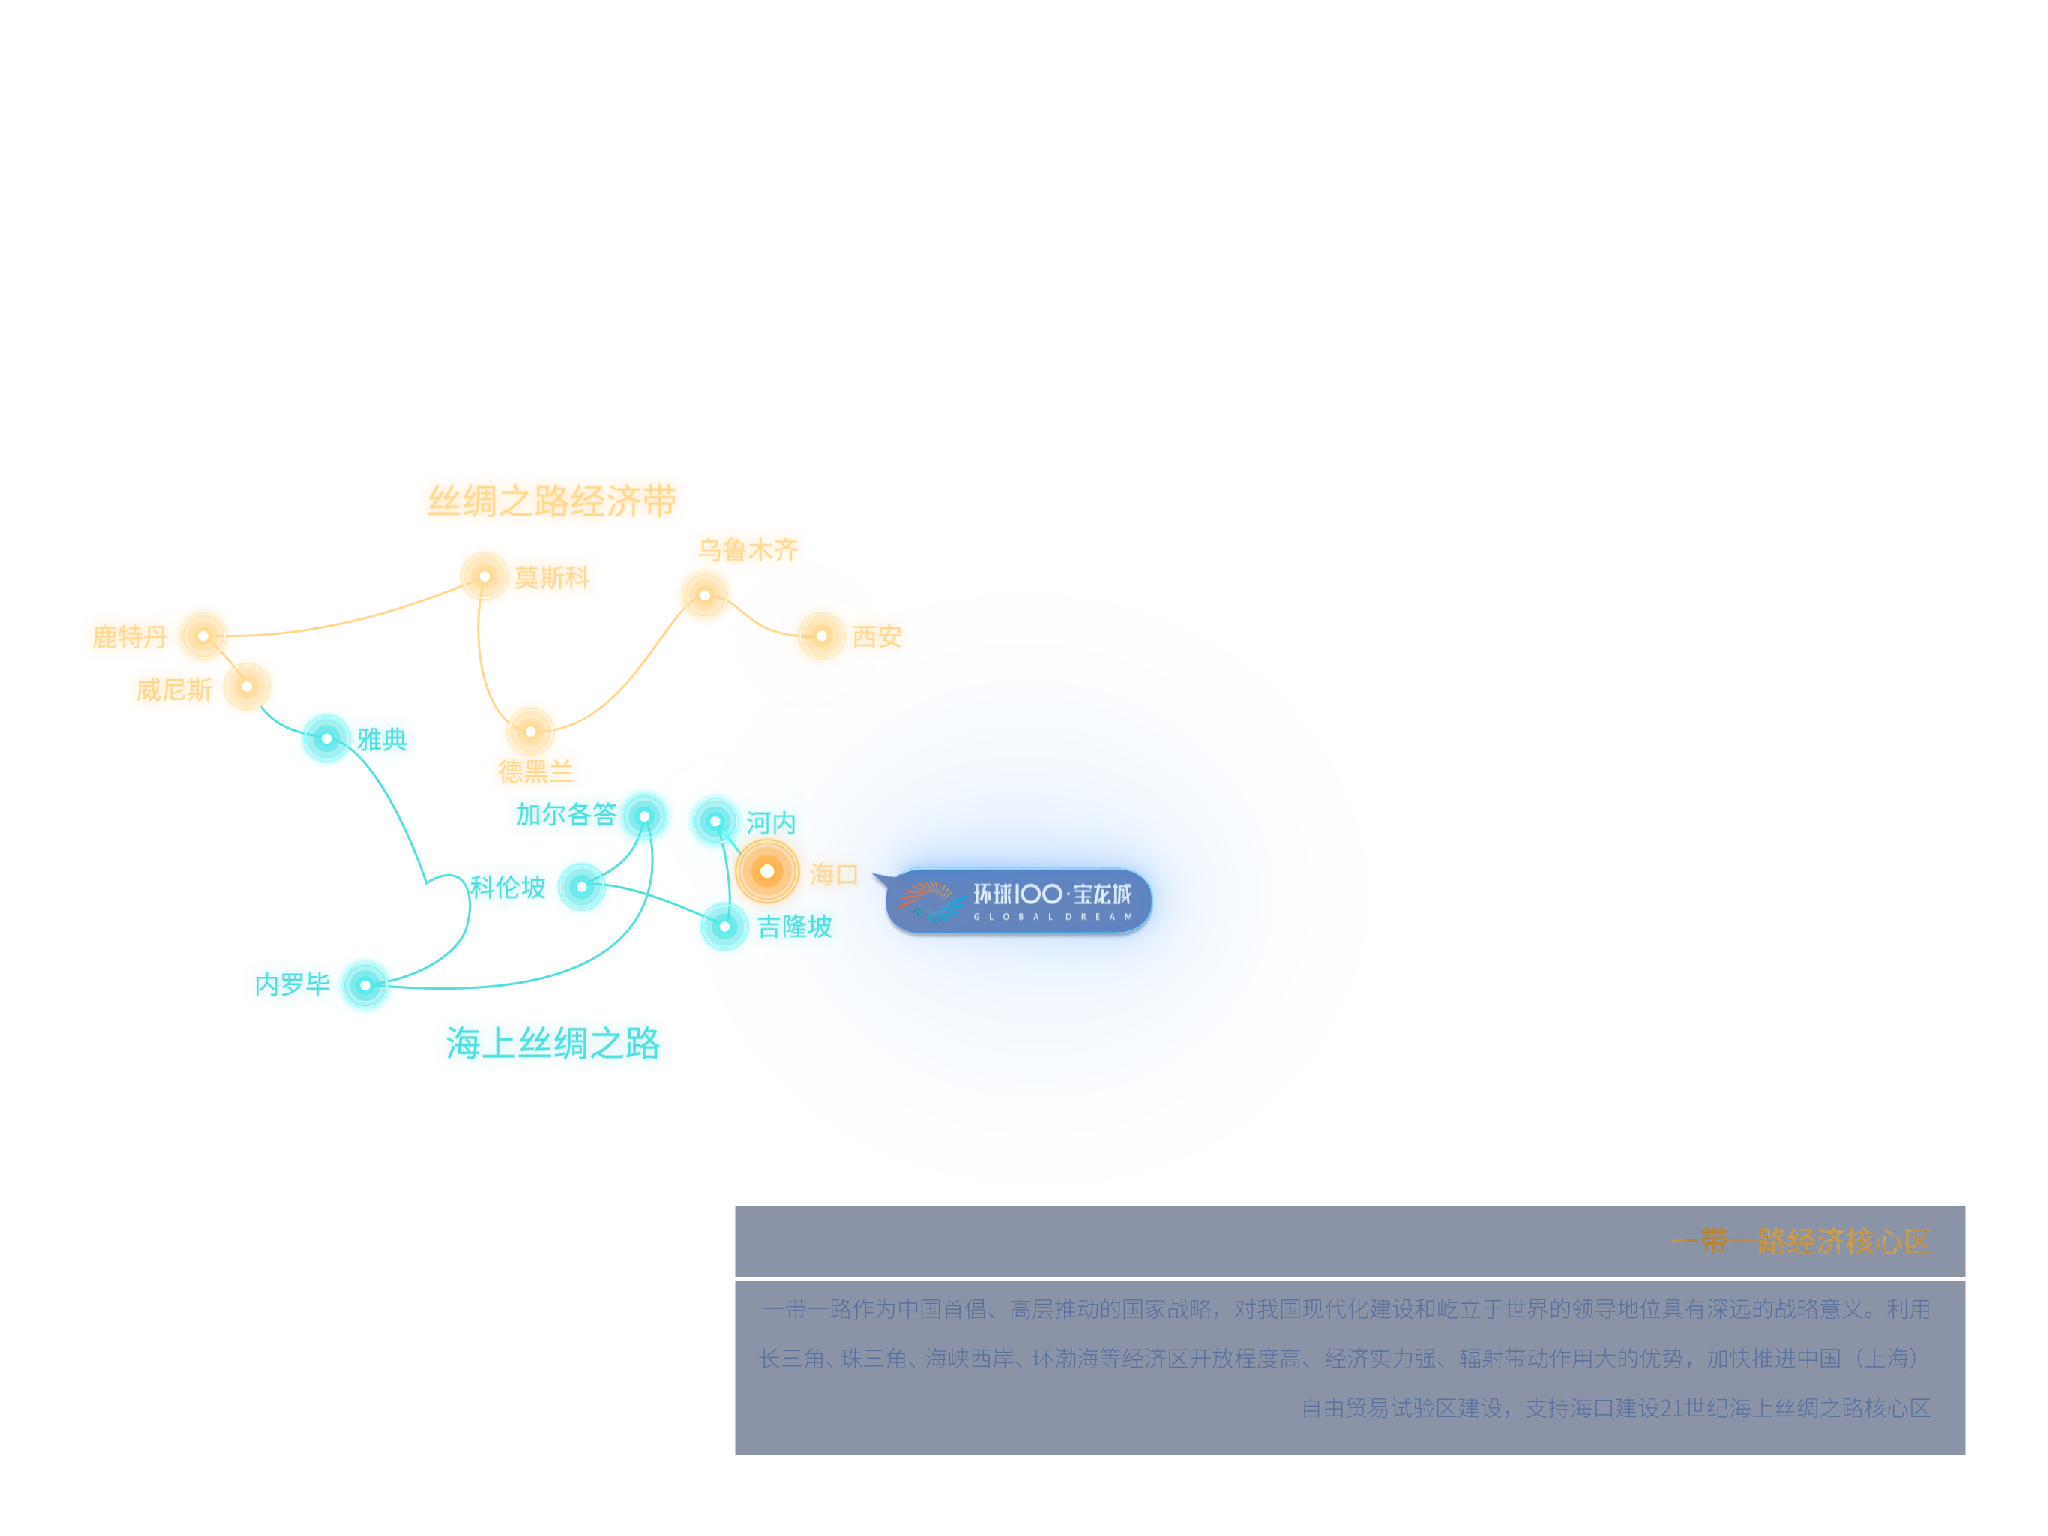 丝绸之路经济带
乌鲁木齐
莫斯科
鹿特丹
西安
威尼斯
雅典
德黑兰
加尔各答
河内
海口
科伦坡
环球100·宝龙城
GLOBAL DREAM
吉隆坡
内罗毕
海上丝绸之路
一带一路经济核心区
一带一路作为中国首倡、高层推动的国家战略，对我国现代化建设和屹立于世界的领导地位具有深远的战略意义。利用
长三角、珠三角、海峡西岸、环渤海等经济区开放程度高、经济实力强、辐射带动作用大的优势，加快推进中国（上海）
自由贸易试验区建设，支持海口建设21世纪海上丝绸之路核心区